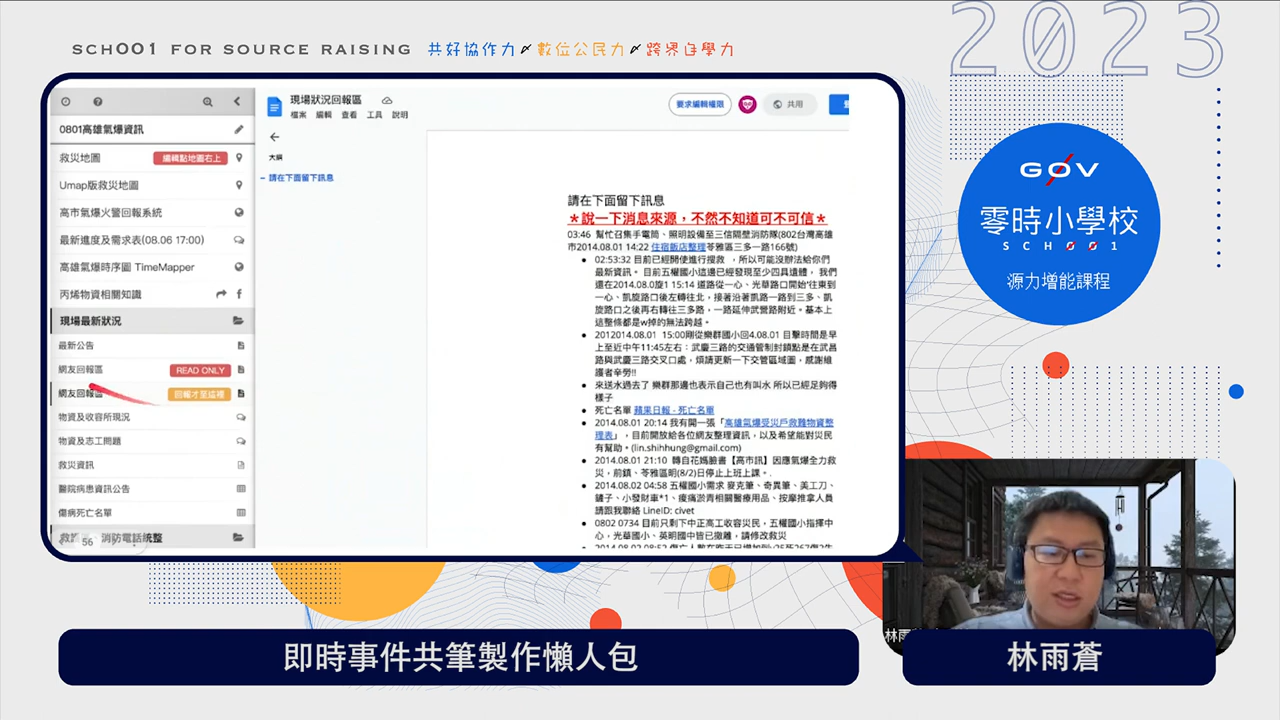 SCHOO1 FOR SOURCE RAISING 共好協作力 數位公民力 跨界自學力
2023
0801高雄氣爆資訊
救災地圖 編輯點地圖右上
Umap版救災地圖
高市氣爆火警回報系統
最新進度及需求表(08.06 17:00)
高雄氣爆時序圖 TimeMapper
丙烯物資相關知識
現場最新狀況
最新公告
網友回報區 READ ONLY
網友回報區 回報才至這裡
物資及收容所現況
物資及志工問題
救災資訊
醫院病患資訊公告
傷病死亡名單
消防電話統整
56
現場狀況回報區
檔案 編輯 查看 工具 說明
要求編輯權限
共用
大綱
請在下面留下訊息
請在下面留下訊息
*說一下消息來源，不然不知道可不可信*
03:46 幫忙召集手電筒、照明設備至三信隔壁消防隊(802台灣高雄
市2014.08.01 14:22 住宿飯店整理苓雅區三多一路166號)
02:53:32 目前已經開使進行搜救 ，所以可能沒辦法給你們
最新資訊。 目前五權國小這邊已經發現至少四具遺體， 我們
還在2014.08.0旋1 15:14 道路從一心、光華路口開始'往東到
一心、凱旋路口後左轉往北，接著沿著凱路一路到三多、凱
旋路口之後再右轉往三多路，一路延伸武營路附近。基本上
這整條都是w掉的無法跨越。
2012014.08.01 15:00剛從樂群國小回4.08.01 目擊時間是早
上至近中午11:45左右：武慶三路的交通管制封鎖點是在武昌
路與武慶三路交叉口處，煩請更新一下交管區域圖，感謝維
護者辛勞!!
來送水過去了 樂群那邊也表示自己也有叫水 所以已經足夠得
樣子
死亡名單 蘋果日報 - 死亡名單
2014.08.01 20:14 我有開一張「高雄氣爆受災戶救難物資整
理表」，目前開放給各位網友整理資訊，以及希望能對災民
有幫助。(lin.shihhung@gmail.com)
2014.08.01 21:10 轉自花媽臉書【高市訊】因應氣爆全力救
災，前鎮、苓雅區明(8/2)日停止上班上課。.
2014.08.02 04:58 五權國小需求 麥克筆、奇異筆、美工刀、
鏟子、小發財車*1、痠痛淤青相關醫療用品、按摩推拿人員
請跟我聯絡 LineID: civet
0802 0734 目前只剩下中正高工收容災民，五權國小指揮中
心，光華國小、英明國中皆已撤離，請修改救災
G0V
零時小學校
SCH001
源力增能課程
林雨
即時事件共筆製作懶人包
林雨蒼